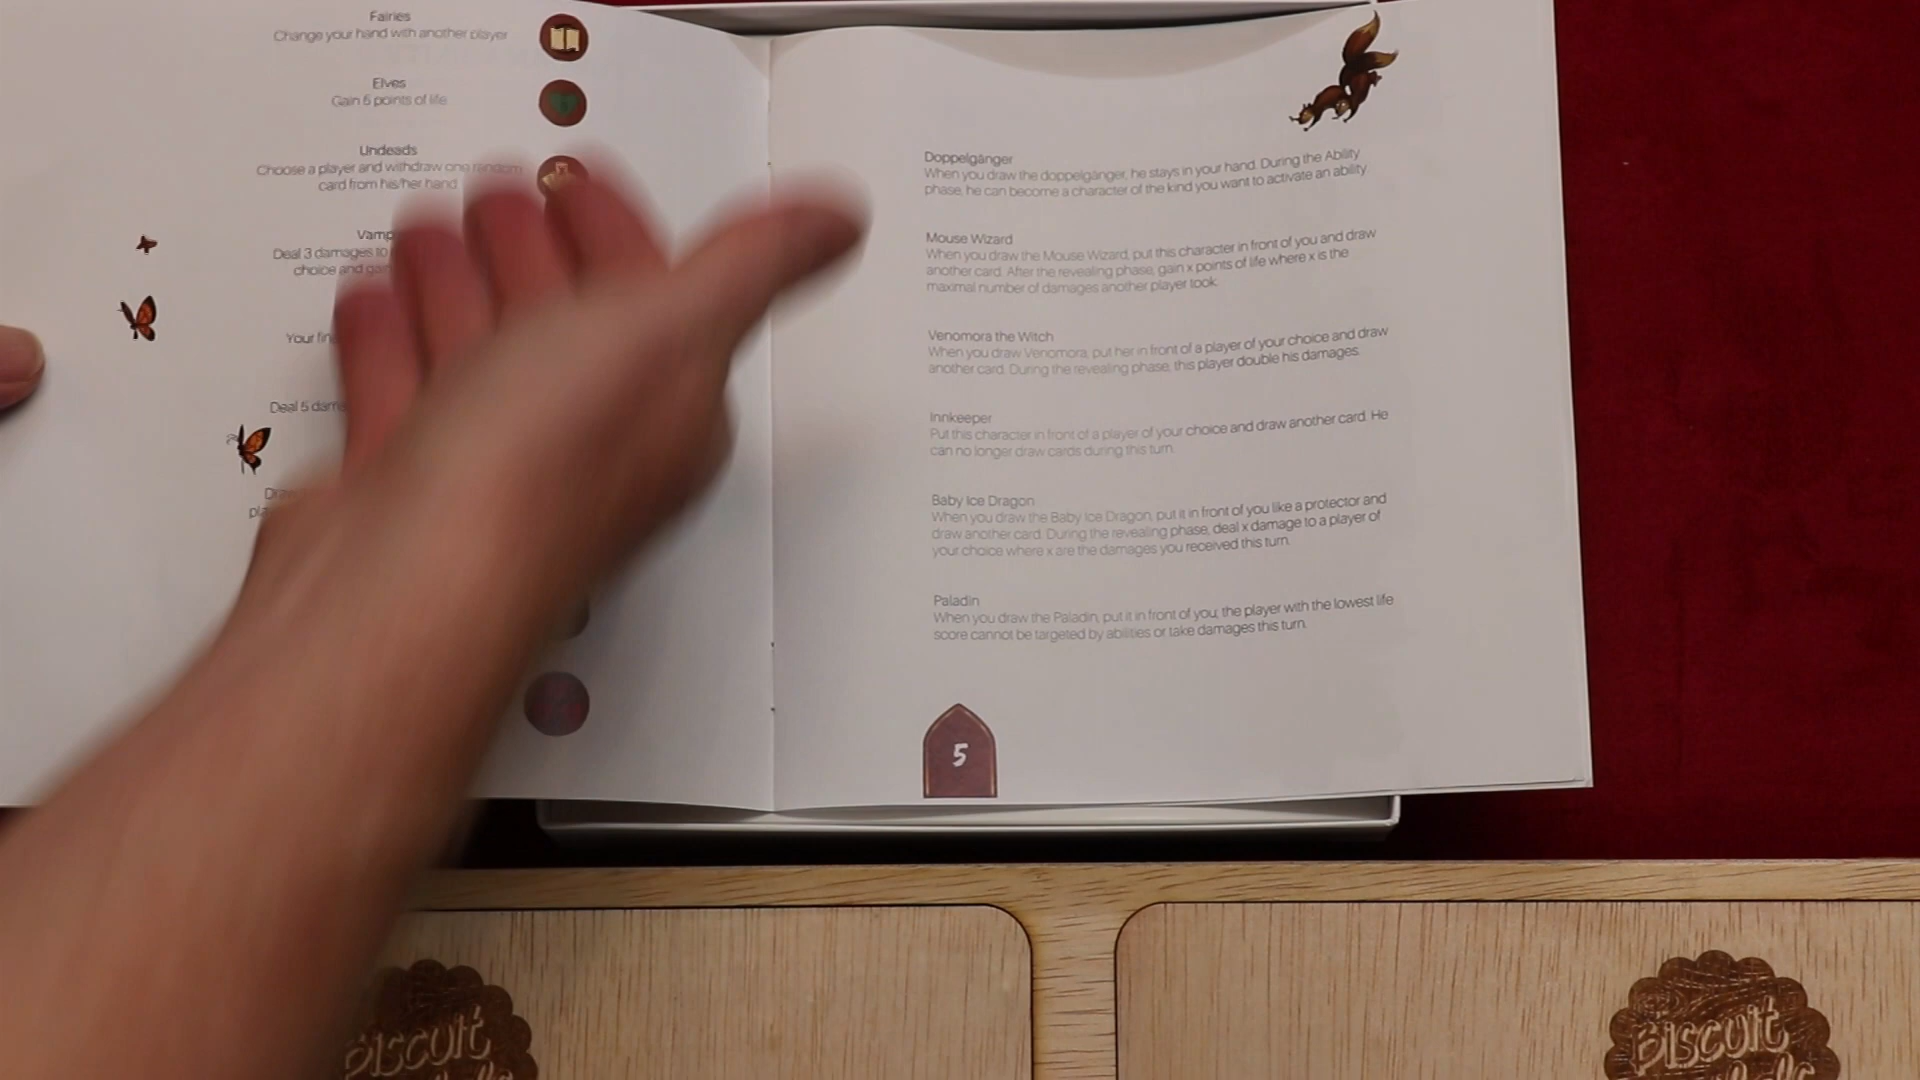 Fairies
Change your hand with another player
Elves
Gain 5 points of life
Undeads
Choose a player and withdraw one random
card from his/her hand
Vamp
Deal 3 damages to
choice and gain
Your
Deal 5
Doppelgänger
When you draw the doppelgänger, he stays in your hand. During the Ability
phase, he can become a character of the kind you want to activate an ability.
Mouse Wizard
When you draw the Mouse Wizard, put this character in front of you and draw
another card. After the revealing phase, gain x points of life where x is the
maximal number of damages another player took.
Venomora the Witch
When you draw Venomora, put her in front of a player of your choice and draw
another card. During the revealing phase, this player double his damages.
Innkeeper
Put this character in front of a player of your choice and draw another card. He
can no longer draw cards during this turn.
Baby Ice Dragon
When you draw the Baby Ice Dragon, put it in front of you like a protector and
draw another card. During the revealing phase, deal x damage to a player of
your choice where x are the damages you received this turn.
Paladin
When you draw the Paladin, put it in front of you, the player with the lowest life
score cannot be targeted by abilities or take damages this turn.
5
Biscuit
Biscuit